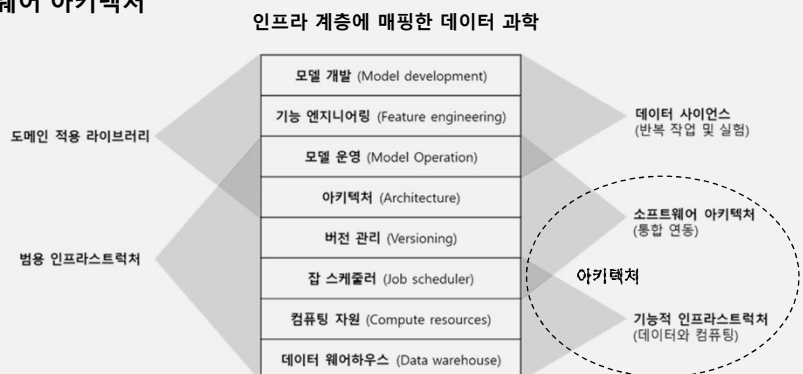 웨어 아키텍처
인프라 계층에 매핑한 데이터 과학
모델 개발 (Model development)
기능 엔지니어링 (Feature engineering)
모델 운영 (Model Operation)
아키텍처 (Architecture)
버전 관리 (Versioning)
잡 스케줄러 (Job scheduler)
컴퓨팅 자원 (Compute resources)
데이터 웨어하우스 (Data warehouse)
도메인 적용 라이브러리
범용 인프라스트럭처
데이터 사이언스
(반복 작업 및 실험)
소프트웨어 아키텍처
(통합 연동)
아키텍처
기능적 인프라스트럭처
(데이터와 컴퓨팅)